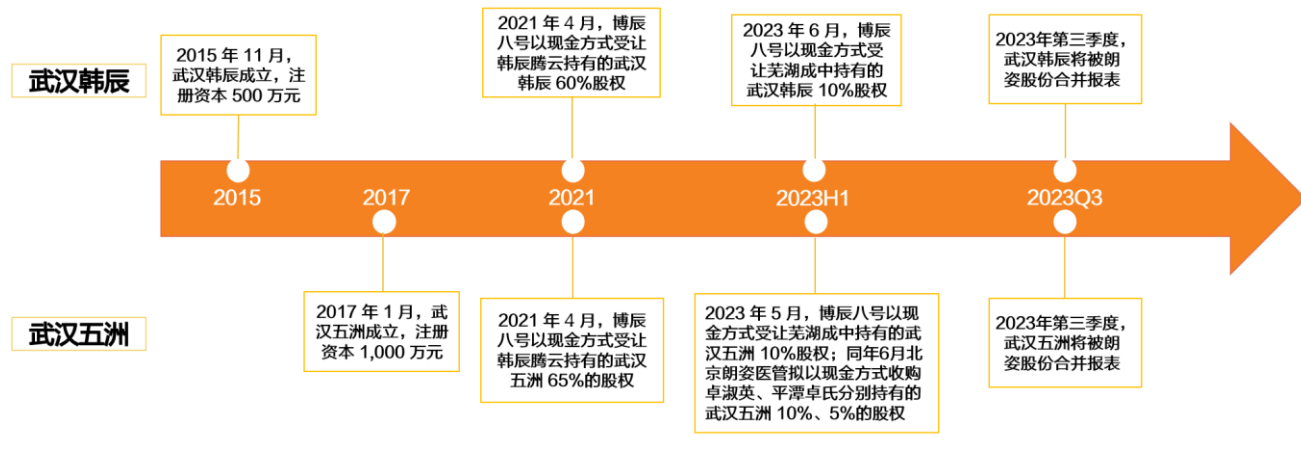 武汉韩辰
2015 年 11 月，
武汉韩辰成立，注
册资本 500 万元
2021 年 4 月，博辰
八号以现金方式受让
韩辰腾云持有的武汉
韩辰 60%股权
2023 年 6 月，博辰
八号以现金方式受
让芜湖成中持有的
武汉韩辰 10%股权
2023年第三季度，
武汉韩辰将被朗
姿股份合并报表
2015
2017
2021
2023H1
2023Q3
武汉五洲
2017 年 1 月，武
汉五洲成立，注册
资本 1,000 万元
2021 年 4 月，博辰
八号以现金方式受让
韩辰腾云持有的武汉
五洲 65%的股权
2023 年 5 月，博辰八号以现
金方式受让芜湖成中持有的武
汉五洲 10%股权；同年6月北
京朗姿医管拟以现金方式收购
卓淑英、平潭卓氏分别持有的
武汉五洲 10%、5%的股权
2023年第三季度，
武汉五洲将被朗
姿股份合并报表